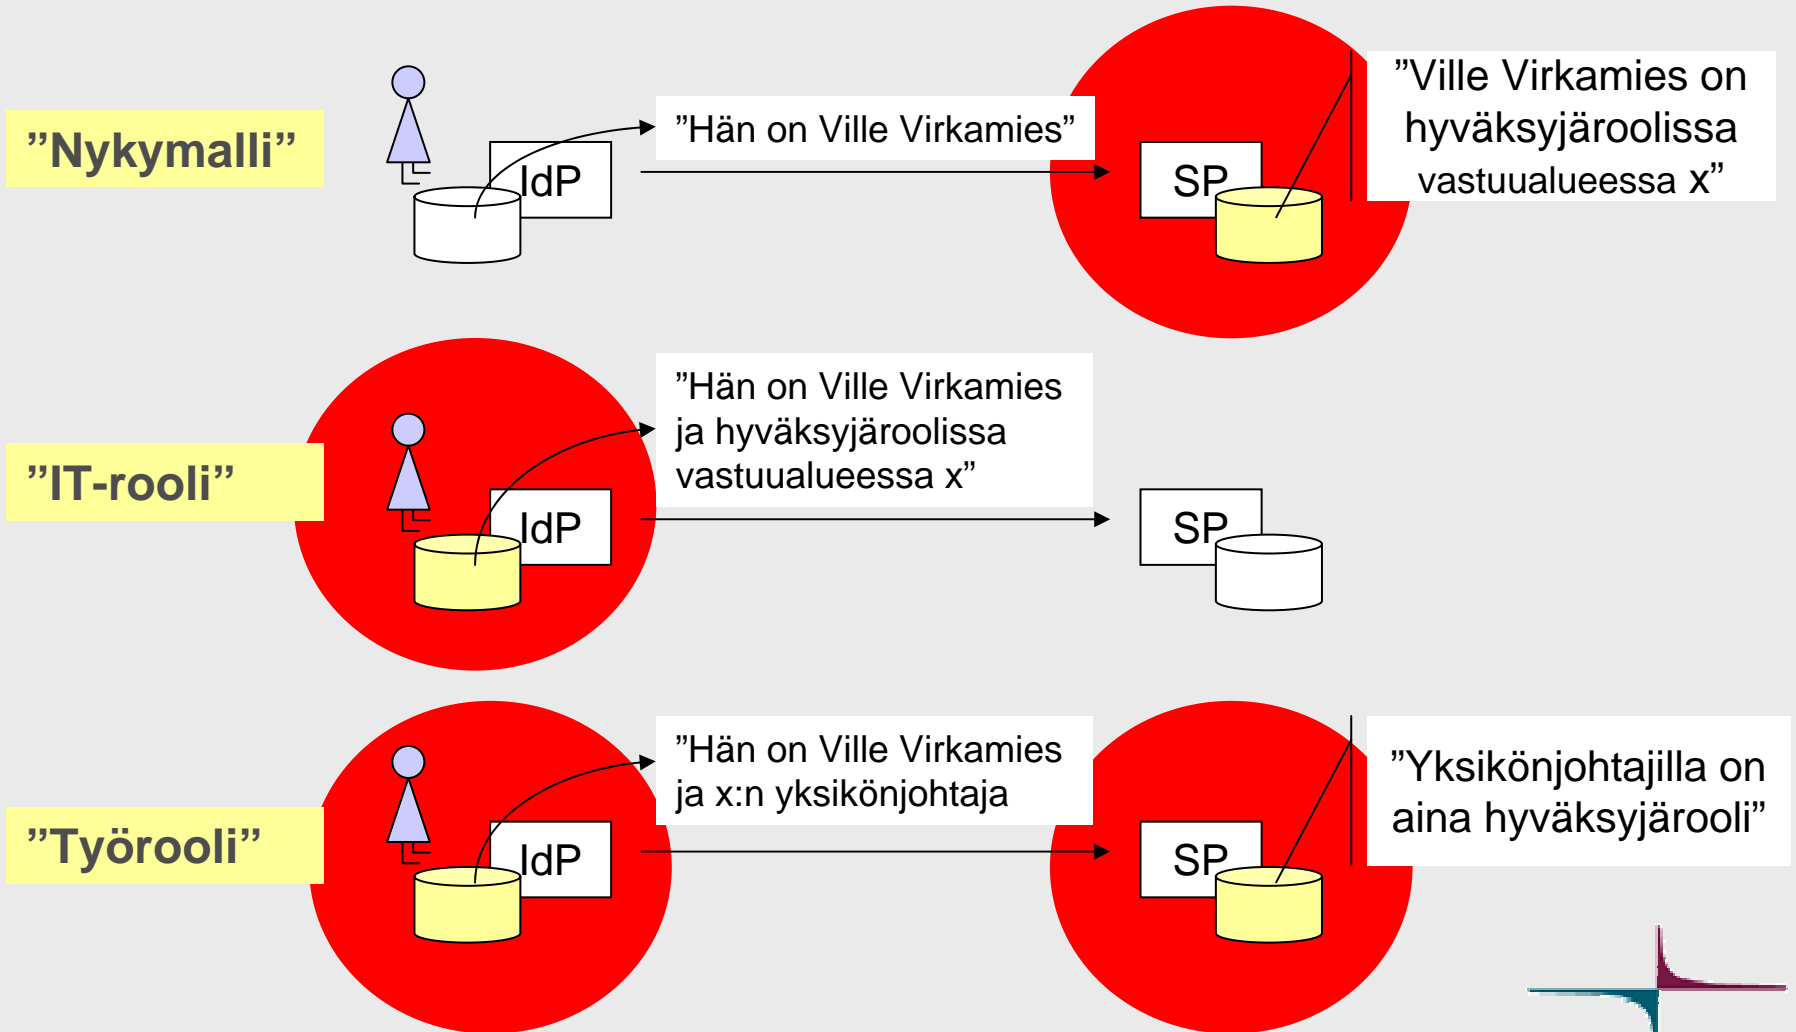 ”Nykymalli”
IdP
”Hän on Ville Virkamies”
SP
”Ville Virkamies on
hyväksyjäroolissa
vastuualueessa x”
”IT-rooli”
IdP
”Hän on Ville Virkamies
ja hyväksyjäroolissa
vastuualueessa x”
SP
”Työrooli”
IdP
”Hän on Ville Virkamies
ja x:n yksikönjohtaja
SP
”Yksikönjohtajilla on
aina hyväksyjärooli”